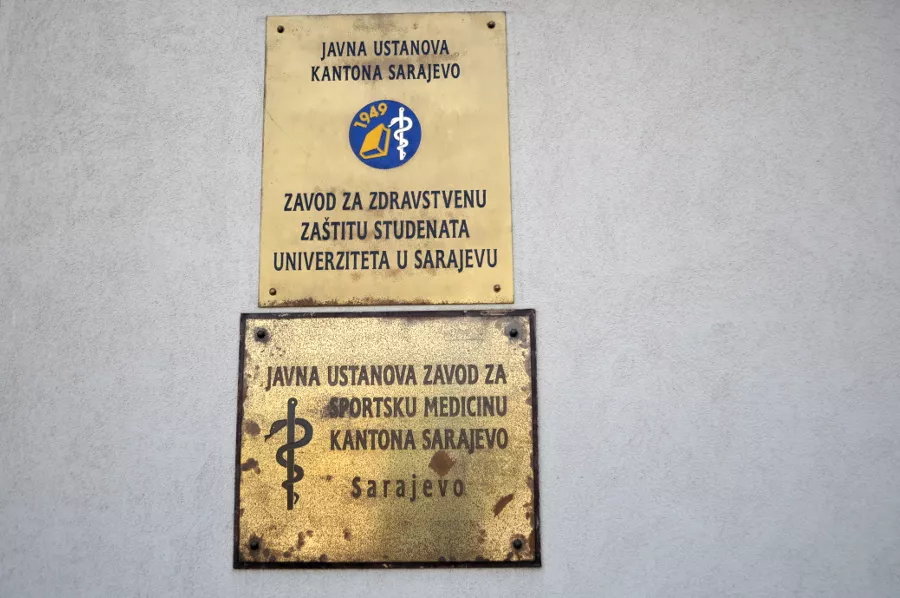 JAVNA USTANOVA
KANTONA SARAJEVO
1949
ZAVOD ZA ZDRAVSTVENU
ZAŠTITU STUDENATA
UNIVERZITETA U SARAJEVU
JAVNA USTANOVA ZAVOD ZA
SPORTSKU MEDICINU
KANTONA SARAJEVO
Sarajevo